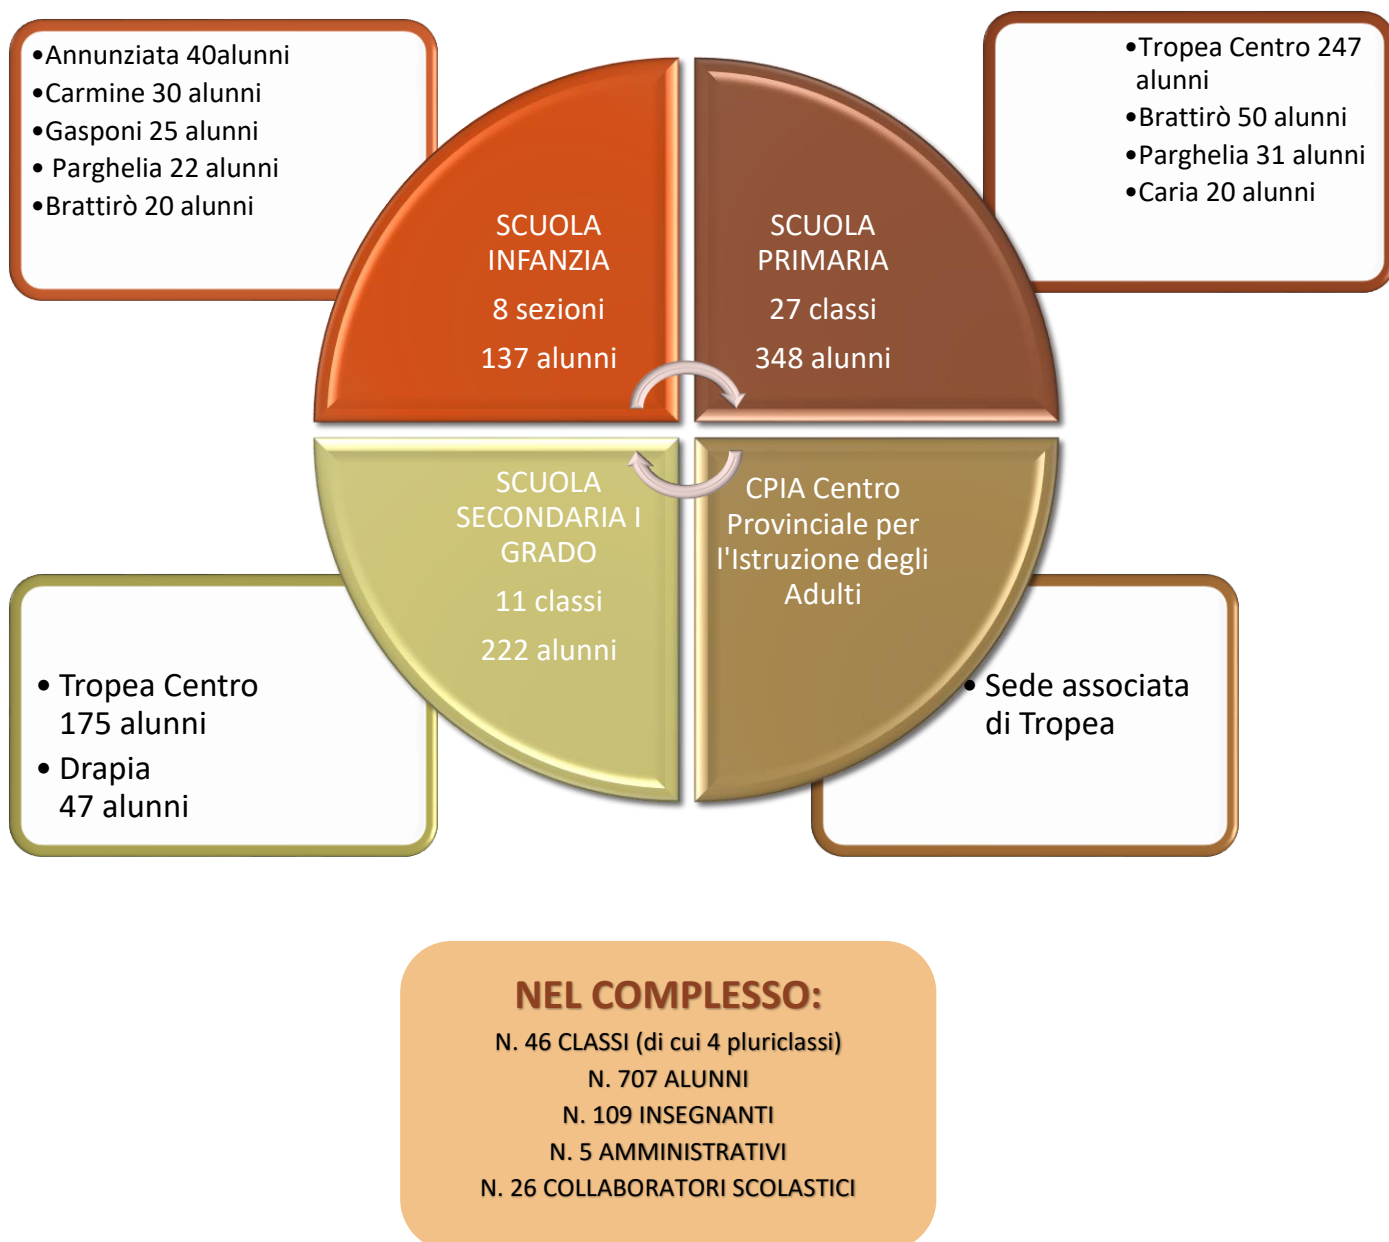 •Annunziata 40alunni
•Carmine 30 alunni
•Gasponi 25 alunni
• Parghelia 22 alunni
•Brattirò 20 alunni
•Tropea Centro 247
alunni
•Brattirò 50 alunni
•Parghelia 31 alunni
•Caria 20 alunni
SCUOLA
INFANZIA
8 sezioni
137 alunni
SCUOLA
PRIMARIA
27 classi
348 alunni
SCUOLA
SECONDARIA I
GRADO
11 classi
222 alunni
CPIA Centro
Provinciale per
l'Istruzione degli
Adulti
• Tropea Centro
175 alunni
• Drapia
47 alunni
• Sede associata
di Tropea
NEL COMPLESSO:
N. 46 CLASSI (di cui 4 pluriclassi)
N. 707 ALUNNI
N. 109 INSEGNANTI
N. 5 AMMINISTRATIVI
N. 26 COLLABORATORI SCOLASTICI